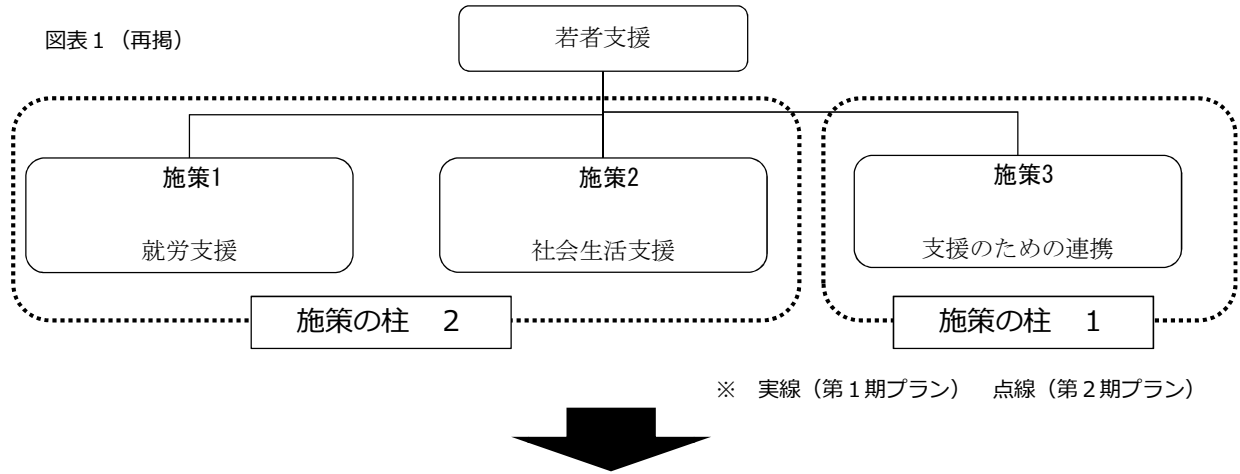 図表１（再掲）
若者支援
施策1
就労支援
施策2
社会生活支援
施策3
支援のための連携
施策の柱　２
施策の柱　１
※　実線（第１期プラン）　点線（第２期プラン）